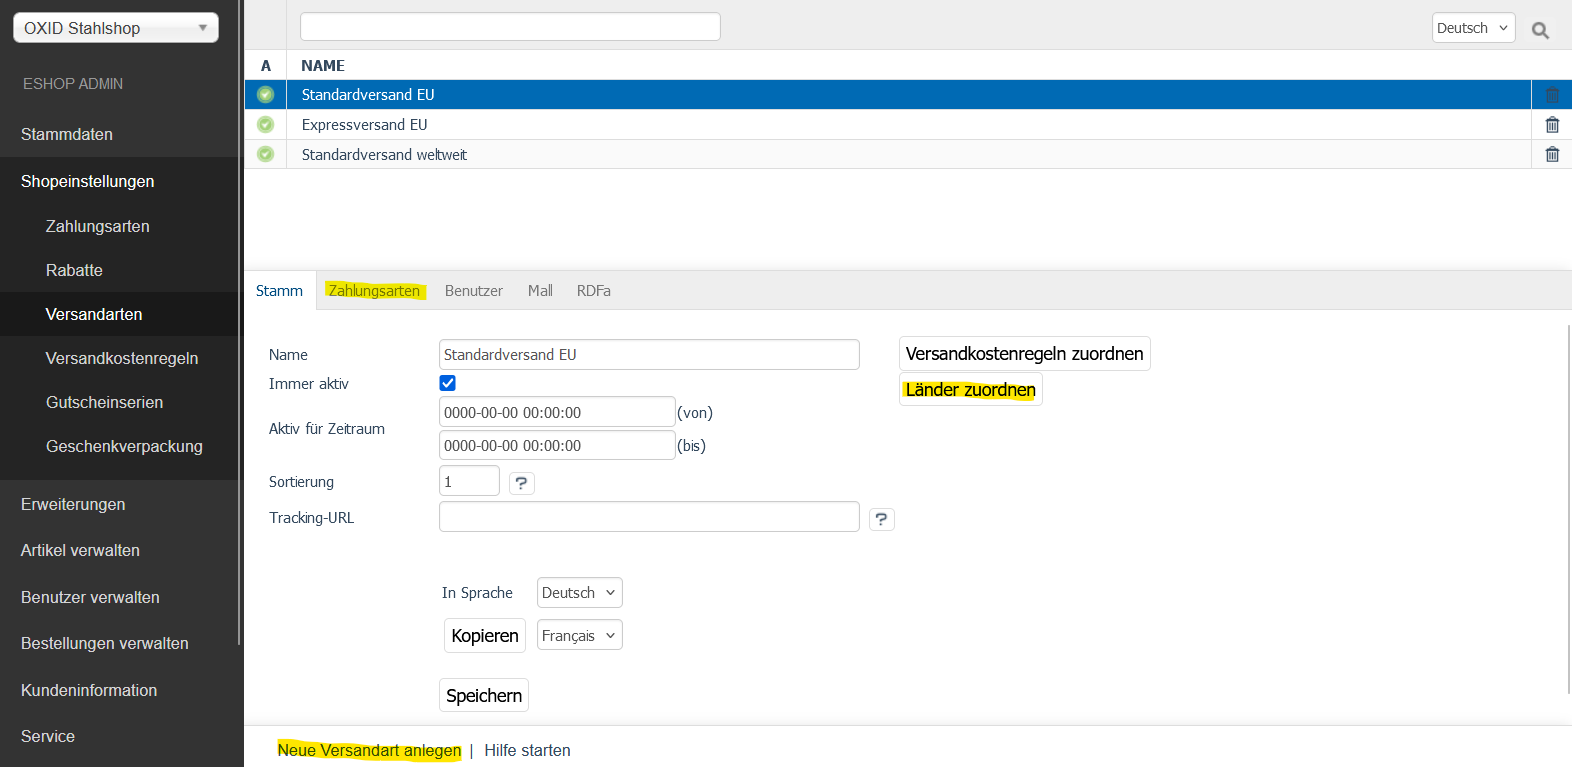 OXID Stahlshop
ESHOP ADMIN
Stammdaten
Shopeinstellungen
Zahlungsarten
Rabatte
Versandarten
Versandkostenregeln
Gutscheinserien
Geschenkverpackung
Erweiterungen
Artikel verwalten
Benutzer verwalten
Bestellungen verwalten
Kundeninformation
Service
Deutsch
A NAME
Standardversand EU
Expressversand EU
Standardversand weltweit
Stamm Zahlungsarten Benutzer Mall RDFa
Name Standardversand EU Versandkostenregeln zuordnen
Immer aktiv Länder zuordnen
Aktiv für Zeitraum 0000-00-00 00:00:00 (von)
0000-00-00 00:00:00 (bis)
Sortierung 1 ?
Tracking-URL ?
In Sprache Deutsch
Kopieren Français
Speichern
Neue Versandart anlegen | Hilfe starten